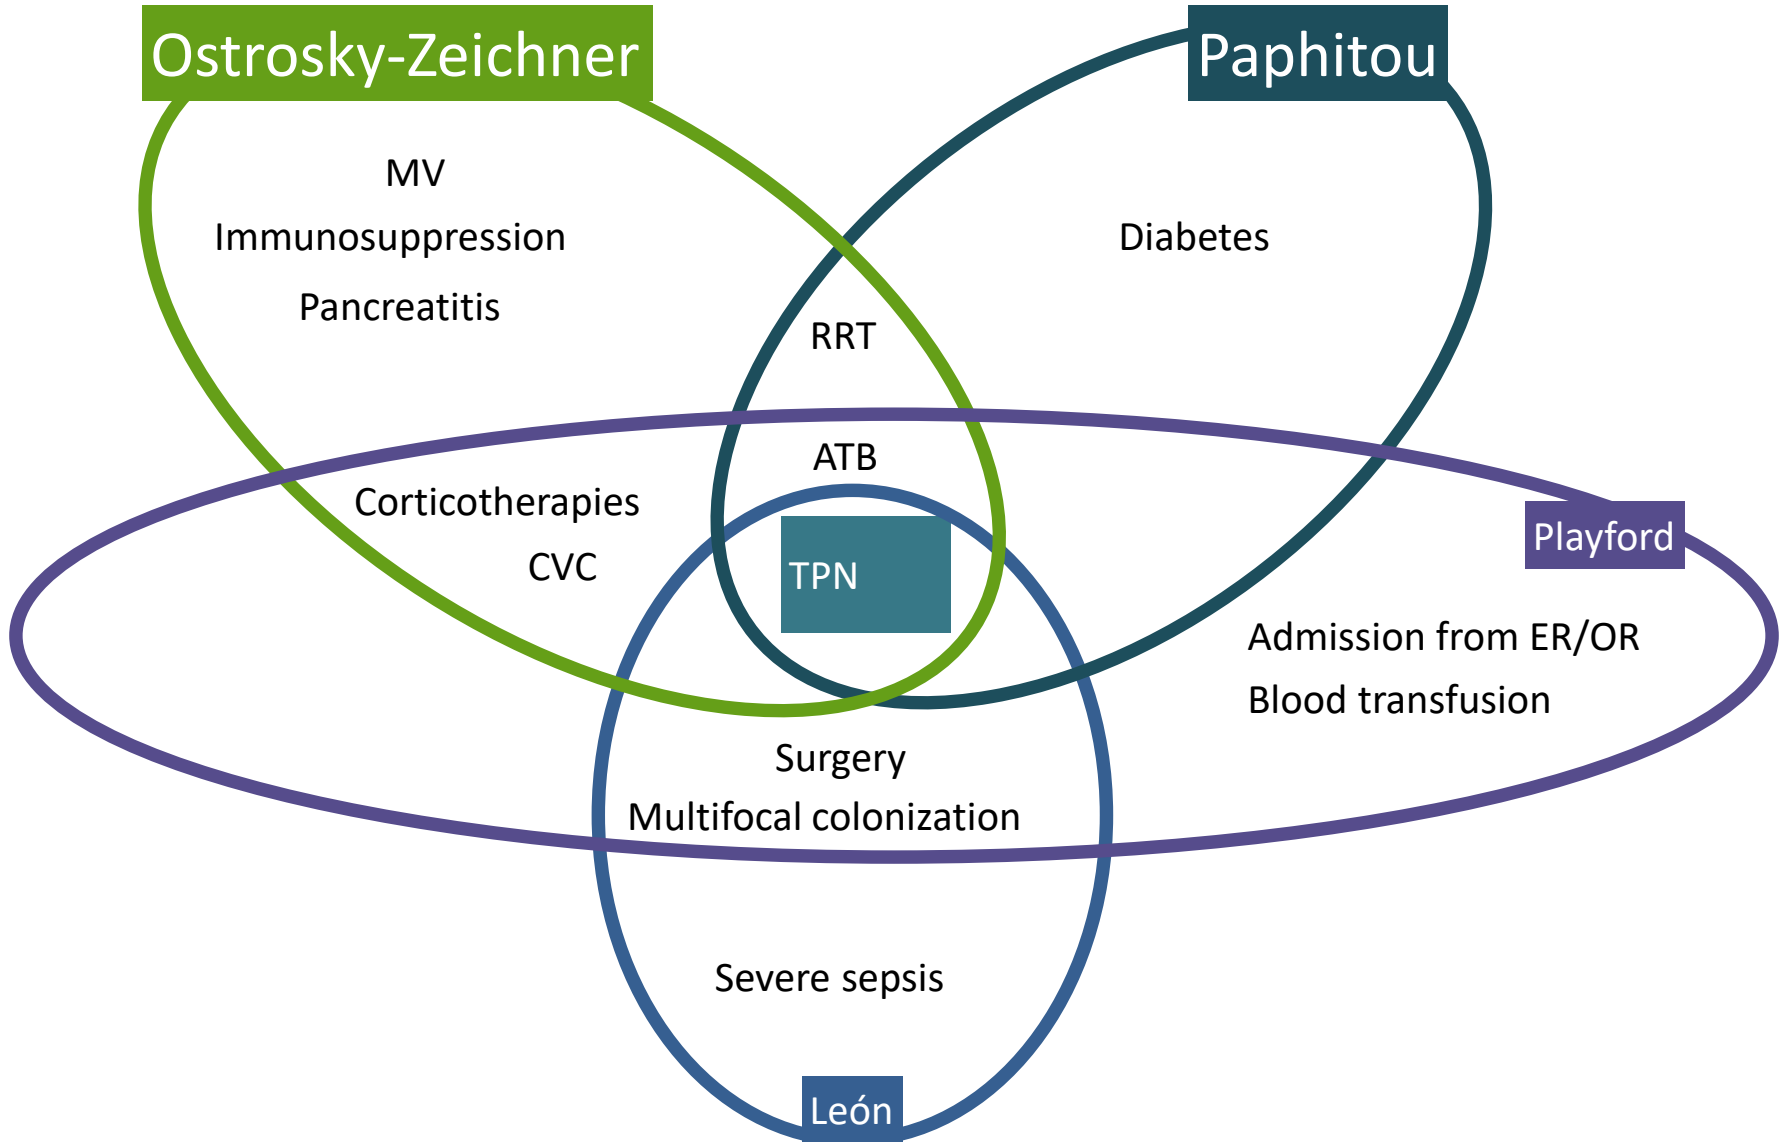 Ostrosky-Zeichner
Paphitou
MV
Immunosuppression
Diabetes
Pancreatitis
RRT
ATB
Corticotherapies
Playford
CVC
TPN
Admission from ER/OR
Blood transfusion
Surgery
Multifocal colonization
Severe sepsis
León